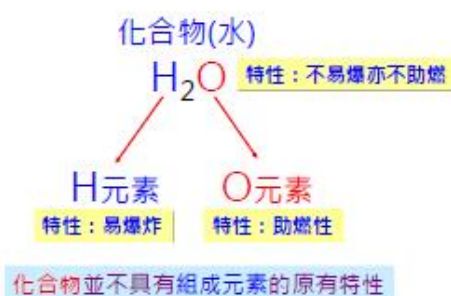 化合物(水)
H₂O 特性：不易爆亦不助燃
H元素 O元素
特性：易爆炸 特性：助燃性
化合物並不具有組成元素的原有特性